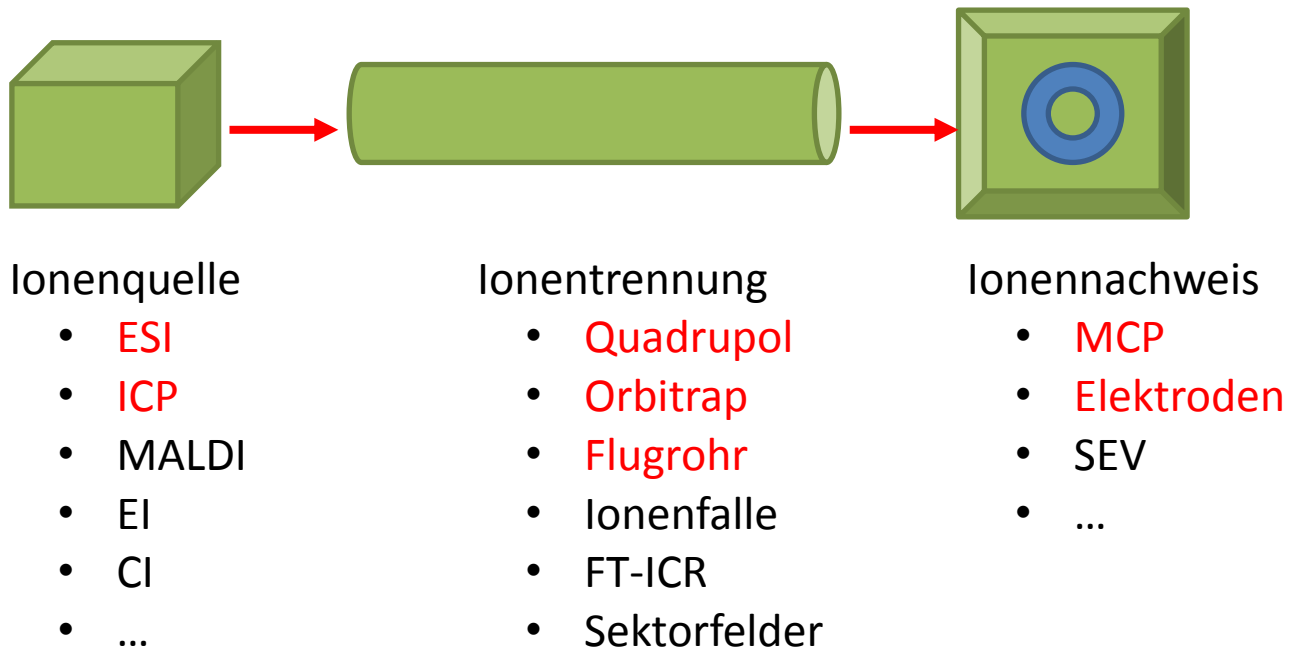 Ionenquelle
• ESI
• ICP
• MALDI
• EI
• CI
• ...
Ionentrennung
• Quadrupol
• Orbitrap
• Flugrohr
• Ionenfalle
• FT-ICR
• Sektorfelder
Ionennachweis
• MCP
• Elektroden
• SEV
• ...